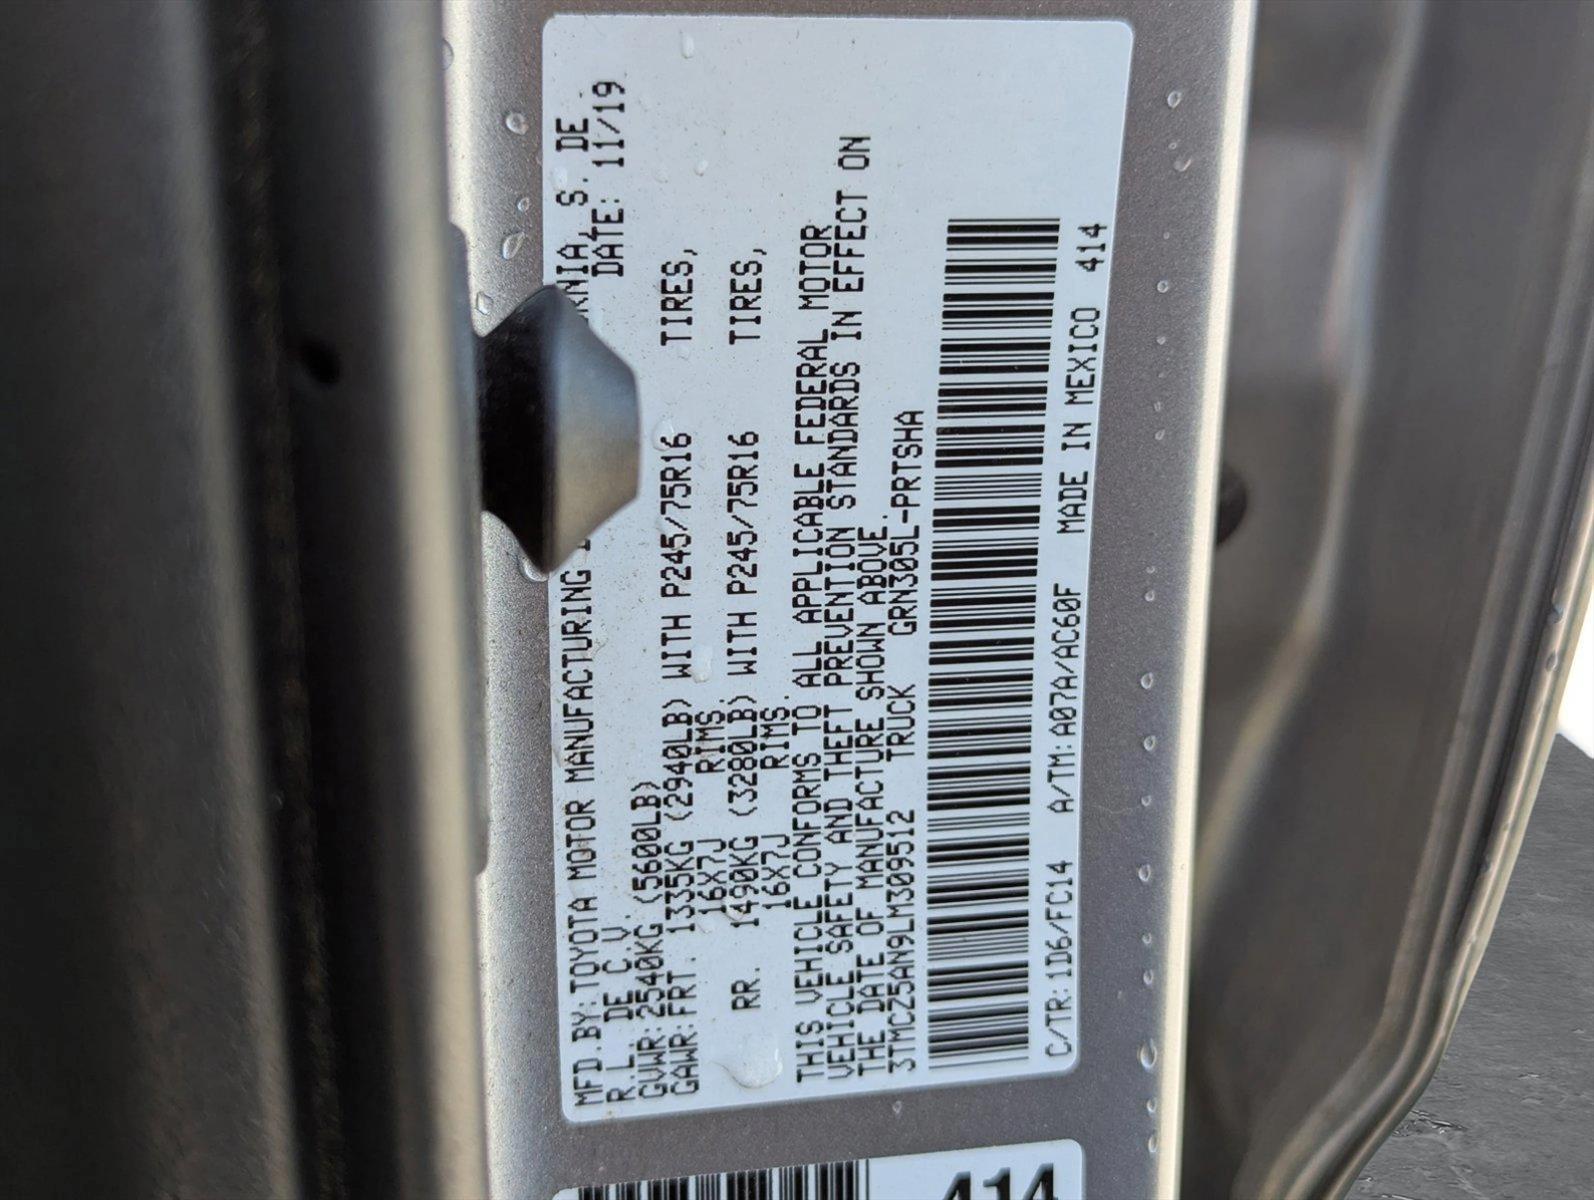 MFD.BY:TOYOTA MOTOR MANUFACTURING RNIA, S. DE
R.L. DE C.V. DATE: 11/19
GVWR:2540KG (5600LB)
GAWR:FRT. 1335KG (2940LB) WITH P245/75R16 TIRES,
16X7J RIMS.
RR. 1490KG (3280LB) WITH P245/75R16 TIRES,
16X7J RIMS.
THIS VEHICLE CONFORMS TO ALL APPLICABLE FEDERAL MOTOR
VEHICLE SAFETY AND THEFT PREVENTION STANDARDS IN EFFECT ON
THE DATE OF MANUFACTURE SHOWN ABOVE.
3TMCZ5AN9LM309512 TRUCK GRN305L-PRTSHA
C/TR:1D6/FC14 A/TM:A07A/AC60F MADE IN MEXICO 414
414